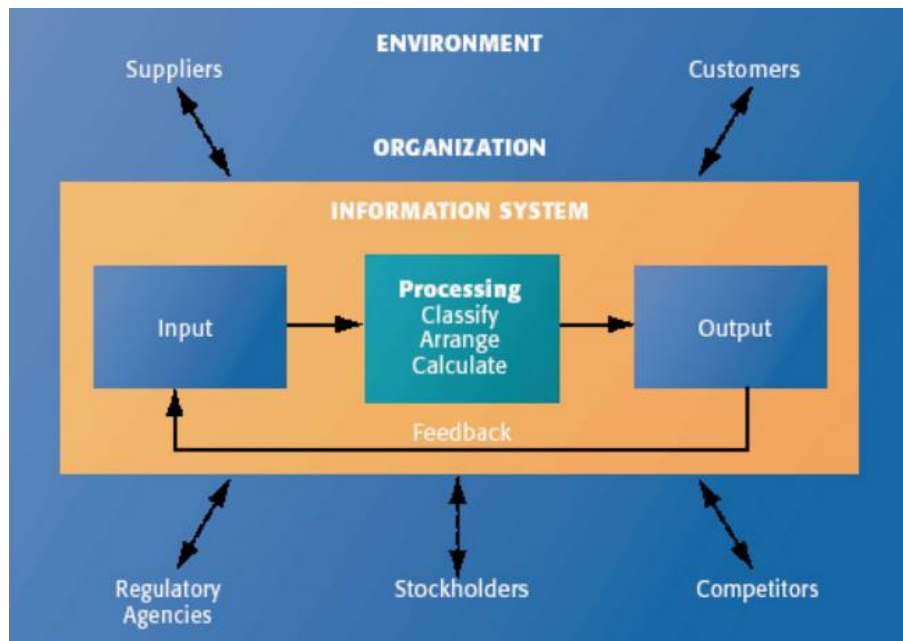 ENVIRONMENT
Suppliers
Customers
ORGANIZATION
INFORMATION SYSTEM
Input
Processing
Classify
Arrange
Calculate
Output
Feedback
Regulatory
Agencies
Stockholders
Competitors